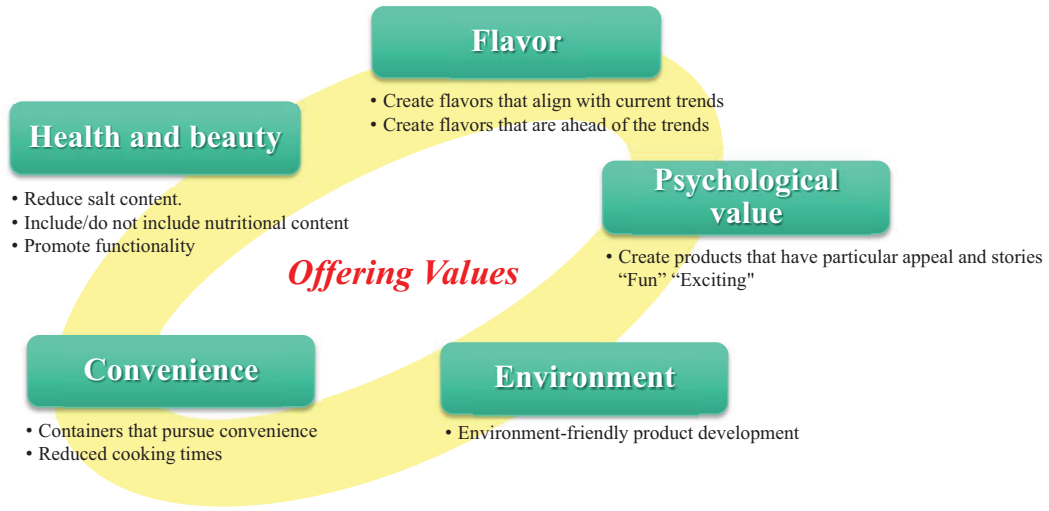 Flavor
• Create flavors that align with current trends
• Create flavors that are ahead of the trends
Health and beauty
• Reduce salt content.
• Include/do not include nutritional content
• Promote functionality
Psychological
value
• Create products that have particular appeal and stories
“Fun” “Exciting"
Offering Values
Convenience
• Containers that pursue convenience
• Reduced cooking times
Environment
• Environment-friendly product development